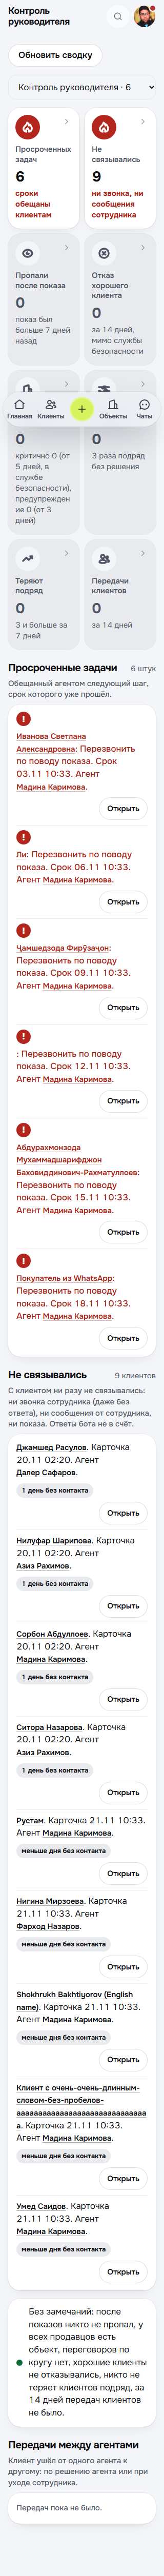 Контроль
руководителя
Обновить сводку
Контроль руководителя · 6
Просроченных
задач
6
сроки
обещаны
клиентам
Не
связывались
9
ни звонка, ни
сообщения
сотрудника
Пропали
после показа
0
показ был
больше 7 дней
назад
Отказ
хорошего
клиента
0
за 14 дней,
мимо службы
безопасности
Главная
Клиенты
Объекты
Чаты
0
критично 0 (от
5 дней, в
службе
безопасности),
предупрежден
ие 0 (от 3
дней)
0
3 раза подряд
без решения
Теряют
подряд
0
3 и больше за
7 дней
Передачи
клиентов
0
за 14 дней
Просроченные задачи
6 штук
Обещанный агентом следующий шаг,
срок которого уже прошёл.
Иванова Светлана
Александровна: Перезвонить
по поводу показа. Срок
03.11 10:33. Агент
Мадина Каримова.
Открыть
Ли: Перезвонить по поводу
показа. Срок 06.11 10:33.
Агент Мадина Каримова.
Открыть
Ҷамшедзода Фирӯзаҷон:
Перезвонить по поводу
показа. Срок 09.11 10:33.
Агент Мадина Каримова.
Открыть
: Перезвонить по поводу
показа. Срок 12.11 10:33.
Агент Мадина Каримова.
Открыть
Абдурахмонзода
Мухаммадшарифджон
Баховиддинович-Рахматуллоев:
Перезвонить по поводу
показа. Срок 15.11 10:33.
Агент Мадина Каримова.
Открыть
Покупатель из WhatsApp:
Перезвонить по поводу
показа. Срок 18.11 10:33.
Агент Мадина Каримова.
Открыть
Не связывались
9 клиентов
С клиентом ни разу не связывались:
ни звонка сотрудника (даже без
ответа), ни сообщения от сотрудника,
ни показа. Ответы бота не в счёт.
Джамшед Расулов. Карточка
20.11 02:20. Агент
Далер Сафаров.
1 день без контакта
Открыть
Нилуфар Шарипова. Карточка
20.11 02:20. Агент
Азиз Рахимов.
1 день без контакта
Открыть
Сорбон Абдуллоев. Карточка
20.11 02:20. Агент
Мадина Каримова.
1 день без контакта
Открыть
Ситора Назарова. Карточка
20.11 02:20. Агент
Азиз Рахимов.
1 день без контакта
Открыть
Рустам. Карточка 21.11 10:33.
Агент Мадина Каримова.
меньше дня без контакта
Открыть
Нигина Мирзоева. Карточка
21.11 10:33. Агент
Фарход Назаров.
меньше дня без контакта
Открыть
Shokhrukh Bakhtiyorov (English
name). Карточка 21.11 10:33.
Агент Мадина Каримова.
меньше дня без контакта
Открыть
Клиент с очень-очень-длинным-
словом-без-пробелов-
аааааааааааааааааааааааааааааа
а. Карточка 21.11 10:33.
Агент Мадина Каримова.
меньше дня без контакта
Открыть
Умед Саидов. Карточка
21.11 10:33. Агент
Мадина Каримова.
меньше дня без контакта
Открыть
Без замечаний: после
показов никто не пропал, у
всех продавцов есть
объект, переговоров по
кругу нет, хорошие клиенты
не отказывались, никто не
теряет клиентов подряд, за
14 дней передач клиентов
не было.
Передачи между агентами
Клиент ушёл от одного агента к
другому: по решению агента или при
уходе сотрудника.
Передач пока не было.